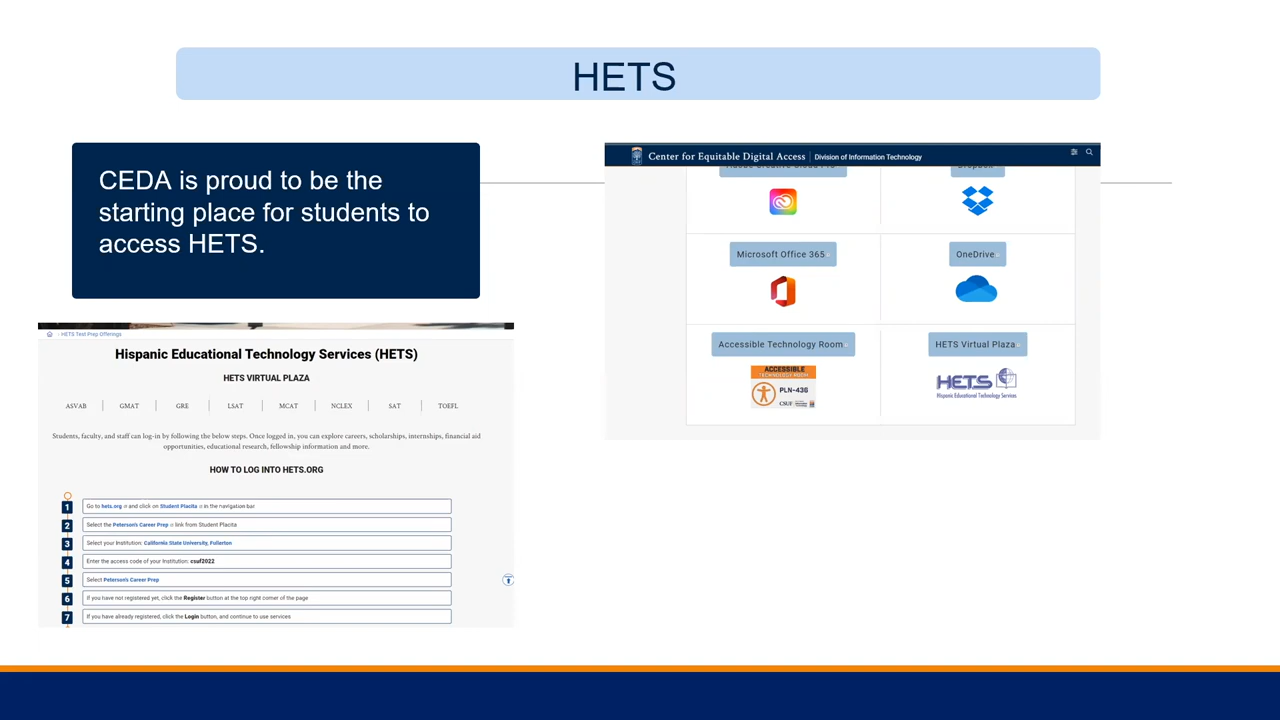 HETS
CEDA is proud to be the
starting place for students to
access HETS.
HETS Test Prep Offerings
Hispanic Educational Technology Services (HETS)
HETS VIRTUAL PLAZA
ASVAB
GMAT
GRE
LSAT
MCAT
NCLEX
SAT
TOEFL
Students, faculty, and staff can log-in by following the below steps. Once logged in, you can explore careers, scholarships, internships, financial aid
opportunities, educational research, fellowship information and more.
HOW TO LOG INTO HETS.ORG
1 Go to hets.org and click on Student Placita in the navigation bar.
2 Select the Peterson's Career Prep link from Student Placita
3 Select your Institution: California State University, Fullerton
4 Enter the access code of your Institution: csuf2022
5 Select Peterson's Career Prep
6 If you have not registered yet, click the Register button at the top right corner of the page
7 If you have already registered, click the Login button, and continue to use services
Center for Equitable Digital Access | Division of Information Technology
Dropbox
Microsoft Office 365
OneDrive
Accessible Technology Room
HETS Virtual Plaza
ACCESSIBLE
TECHNOLOGY ROOM
PLN-436
CSUF
HETS
Hispanic Educational Technology Services